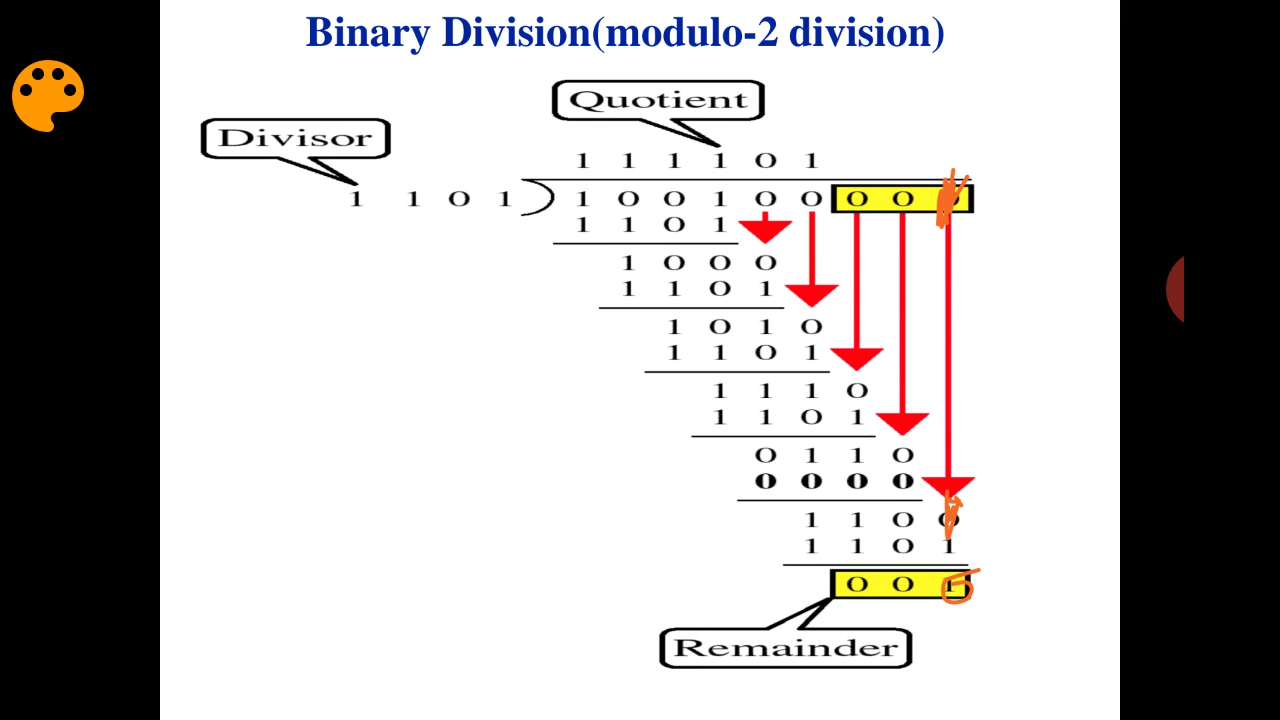 Binary Division(modulo-2 division)
Quotient
Divisor
1 1 1 1 0 1
1 1 0 1 1 0 0 1 0 0 0 0 0
1 1 0 1
1 0 0 0
1 1 0 1
1 0 1 0
1 1 0 1
1 1 1 0
1 1 0 1
0 1 1 0
0 0 0 0
1 1 0 0
1 1 0 1
0 0 1
Remainder